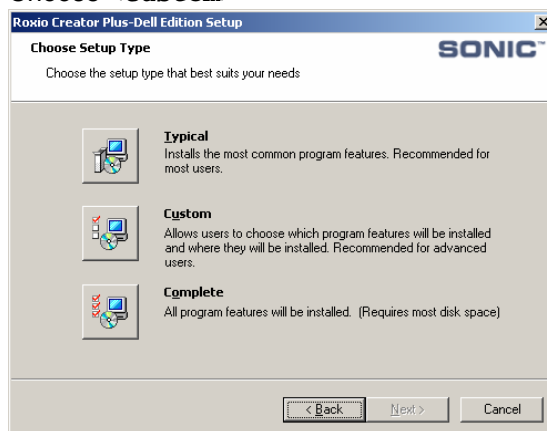 Roxio Creator Plus-Dell Edition Setup
Choose Setup Type
SONIC™
Choose the setup type that best suits your needs
Typical
Installs the most common program features. Recommended for
most users.
Custom
Allows users to choose which program features will be installed
and where they will be installed. Recommended for advanced
users.
Complete
All program features will be installed. (Requires most disk space)
< Back
Next >
Cancel